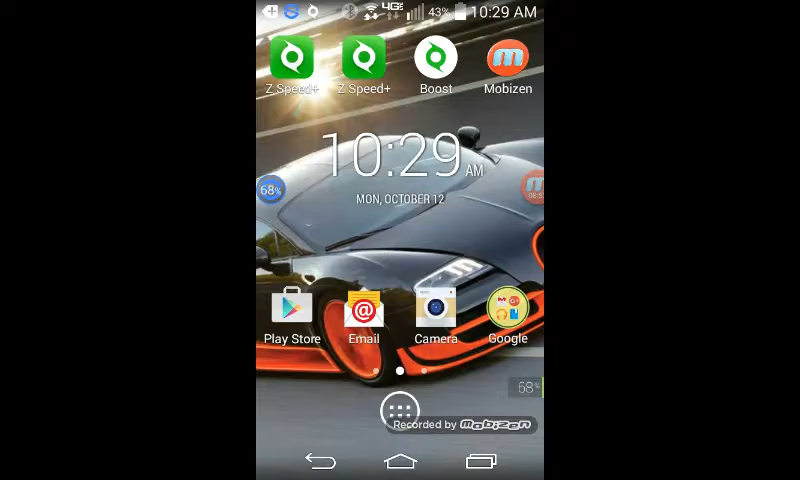 4G 43% 10:29 AM
Z Speed+ Z Speed+ Boost Mobizen
10:29 AM
68%
MON, OCTOBER 12
Play Store Email Camera Google
58%
Recorded by mobizen